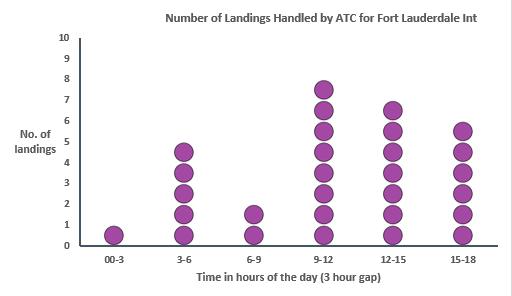 Number of Landings Handled by ATC for Fort Lauderdale Int
10
9
8
7
6
5
4
3
2
1
0
No. of
landings
00-3 3-6 6-9 9-12 12-15 15-18
Time in hours of the day (3 hour gap)